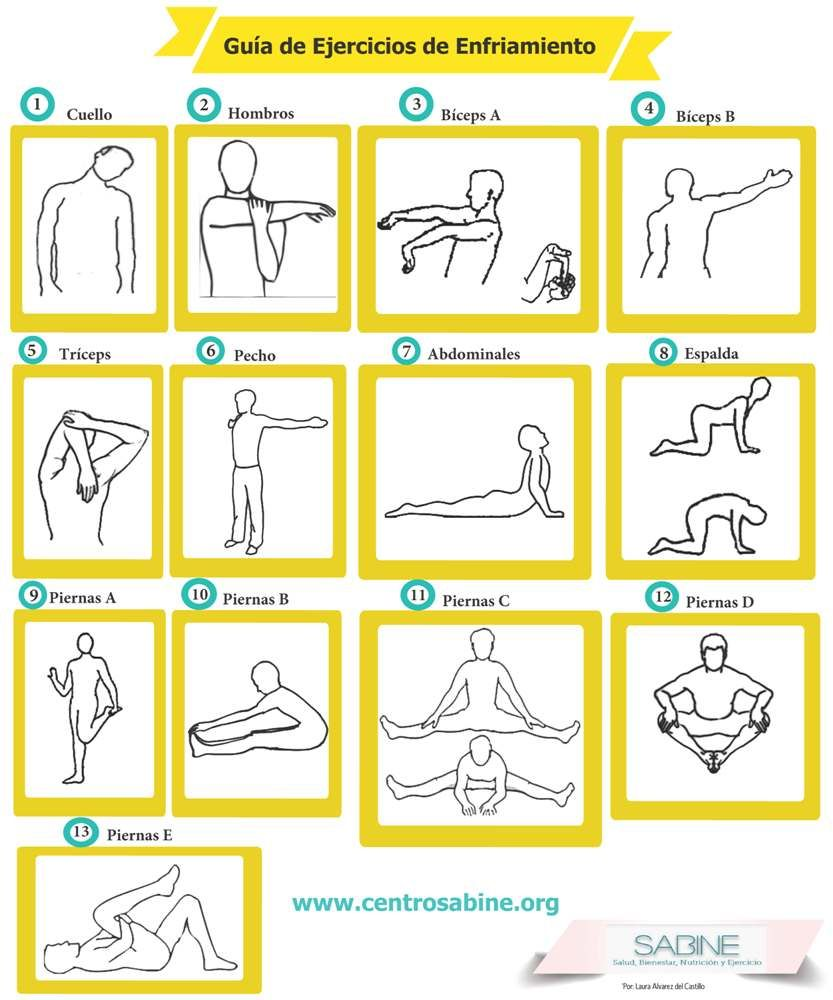 Guía de Ejercicios de Enfriamiento
1 Cuello
2 Hombros
3 Bíceps A
4 Bíceps B
5 Tríceps
6 Pecho
7 Abdominales
8 Espalda
9 Piernas A
10 Piernas B
11 Piernas C
12 Piernas D
13 Piernas E
www.centrosabine.org
SABINE
Salud, Bienestar, Nutrición y Ejercicio
Por: Laura Alvarez del Castillo